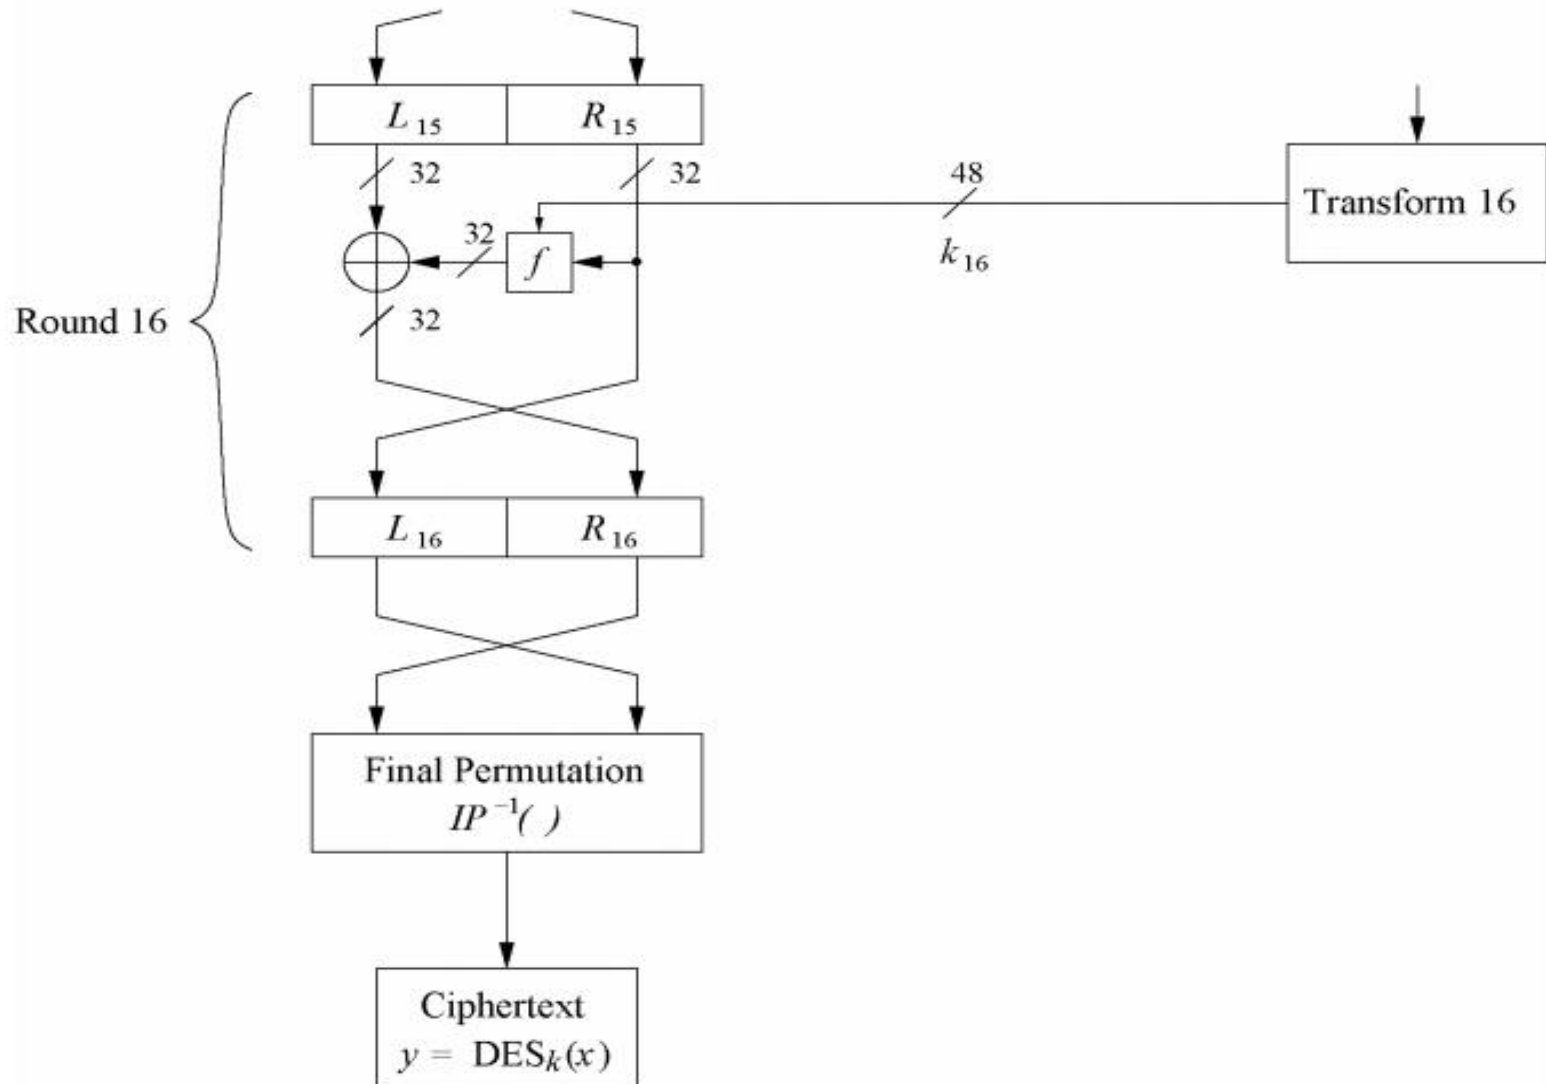 L15 R15
32 32
48
Transform 16
32
f
k16
32
Round 16
L16 R16
Final Permutation
IP⁻¹( )
Ciphertext
y = DESk(x)